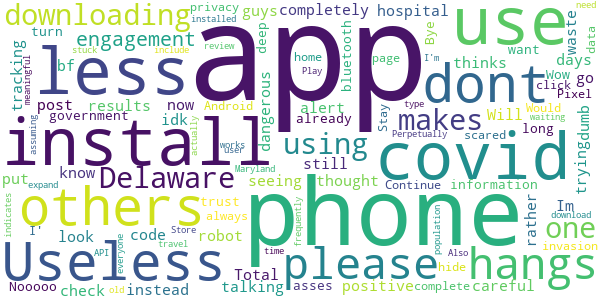 downloading
engagement
privacy
installed
guys
completely
hospital
Bye
review
need
stuck
include
turn
meaningful
tracking
bf
less
app
use
deep
home
Play
bluetooth
page
want
Wow
thinks
days
waste
data
post
results
now
idk
government
Android
dangerous
alert
already
I'm
dont
click
Pixel
go
type
makes
Will
Would
Stay
assuming
install
actually
works
user
using
still
Perpetually
scared
long
waiting
tryingdumb
put
expand
know
Delaware
Maryland
seeing
thought
covid
Continue
information
rather
Im
one
download
I'
others
trust
always
frequently
population
invasion
look
code
robot
everyone
API
travel
indicates
Useless
Store
Total
time
phone
please
Also
hide
hangs
Nooooo
check
old
instead
talking
asses
positive
complete
careful